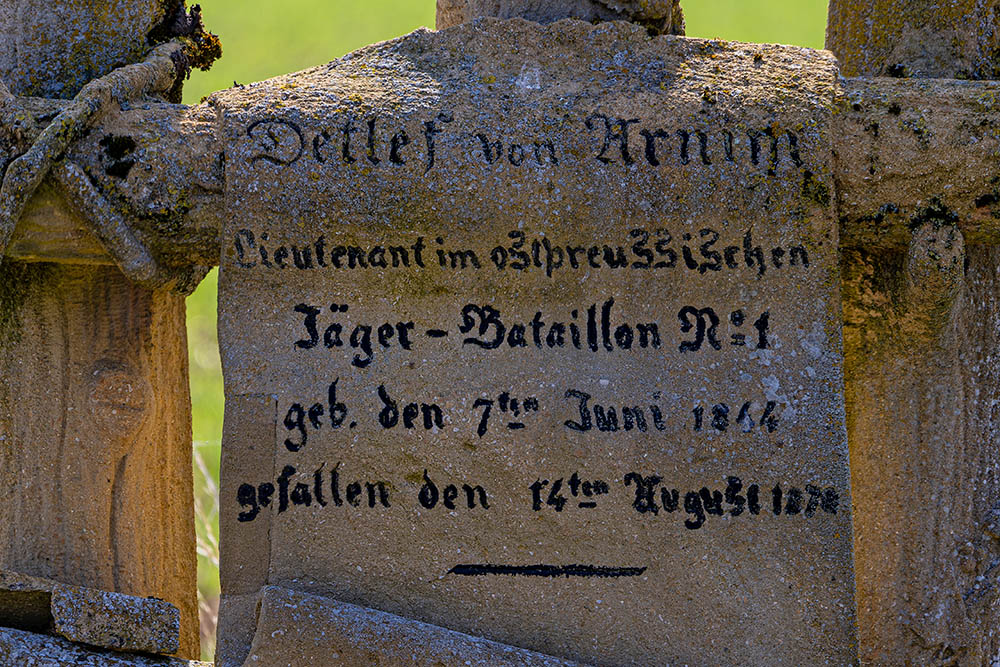 Detlef von Arnim
Lieutenant im ostpreussischen
Jäger-Bataillon No. 1
geb. den 7ten Juni 1844
gefallen den 14ten August 1870